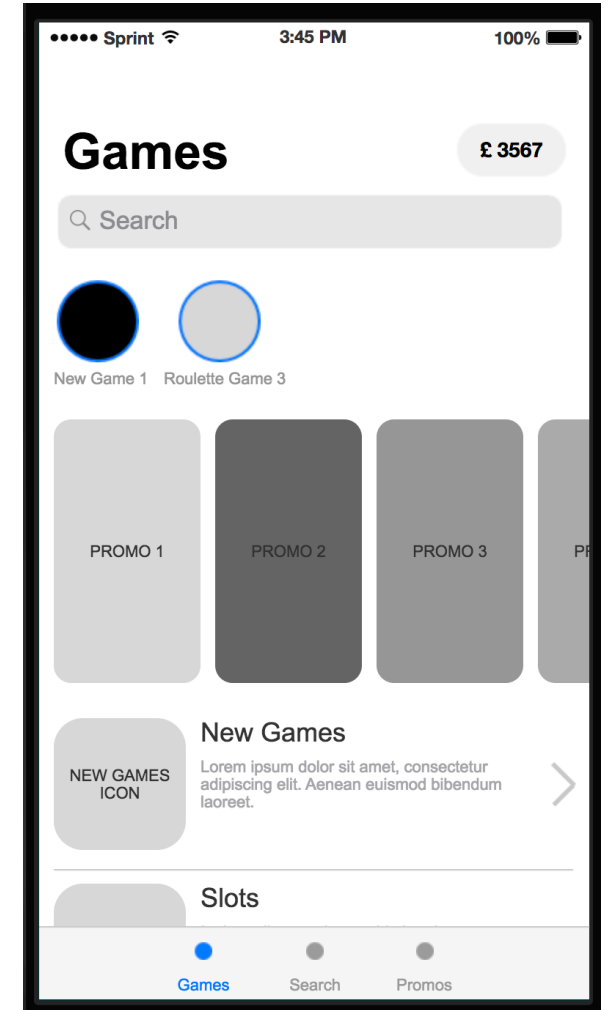 Sprint 3:45 PM 100%
Games £ 3567
Search
New Game 1 Roulette Game 3
PROMO 1 PROMO 2 PROMO 3 PR
New Games
NEW GAMES
ICON
Lorem ipsum dolor sit amet, consectetur
adipiscing elit. Aenean euismod bibendum
laoreet.
Slots
Games Search Promos